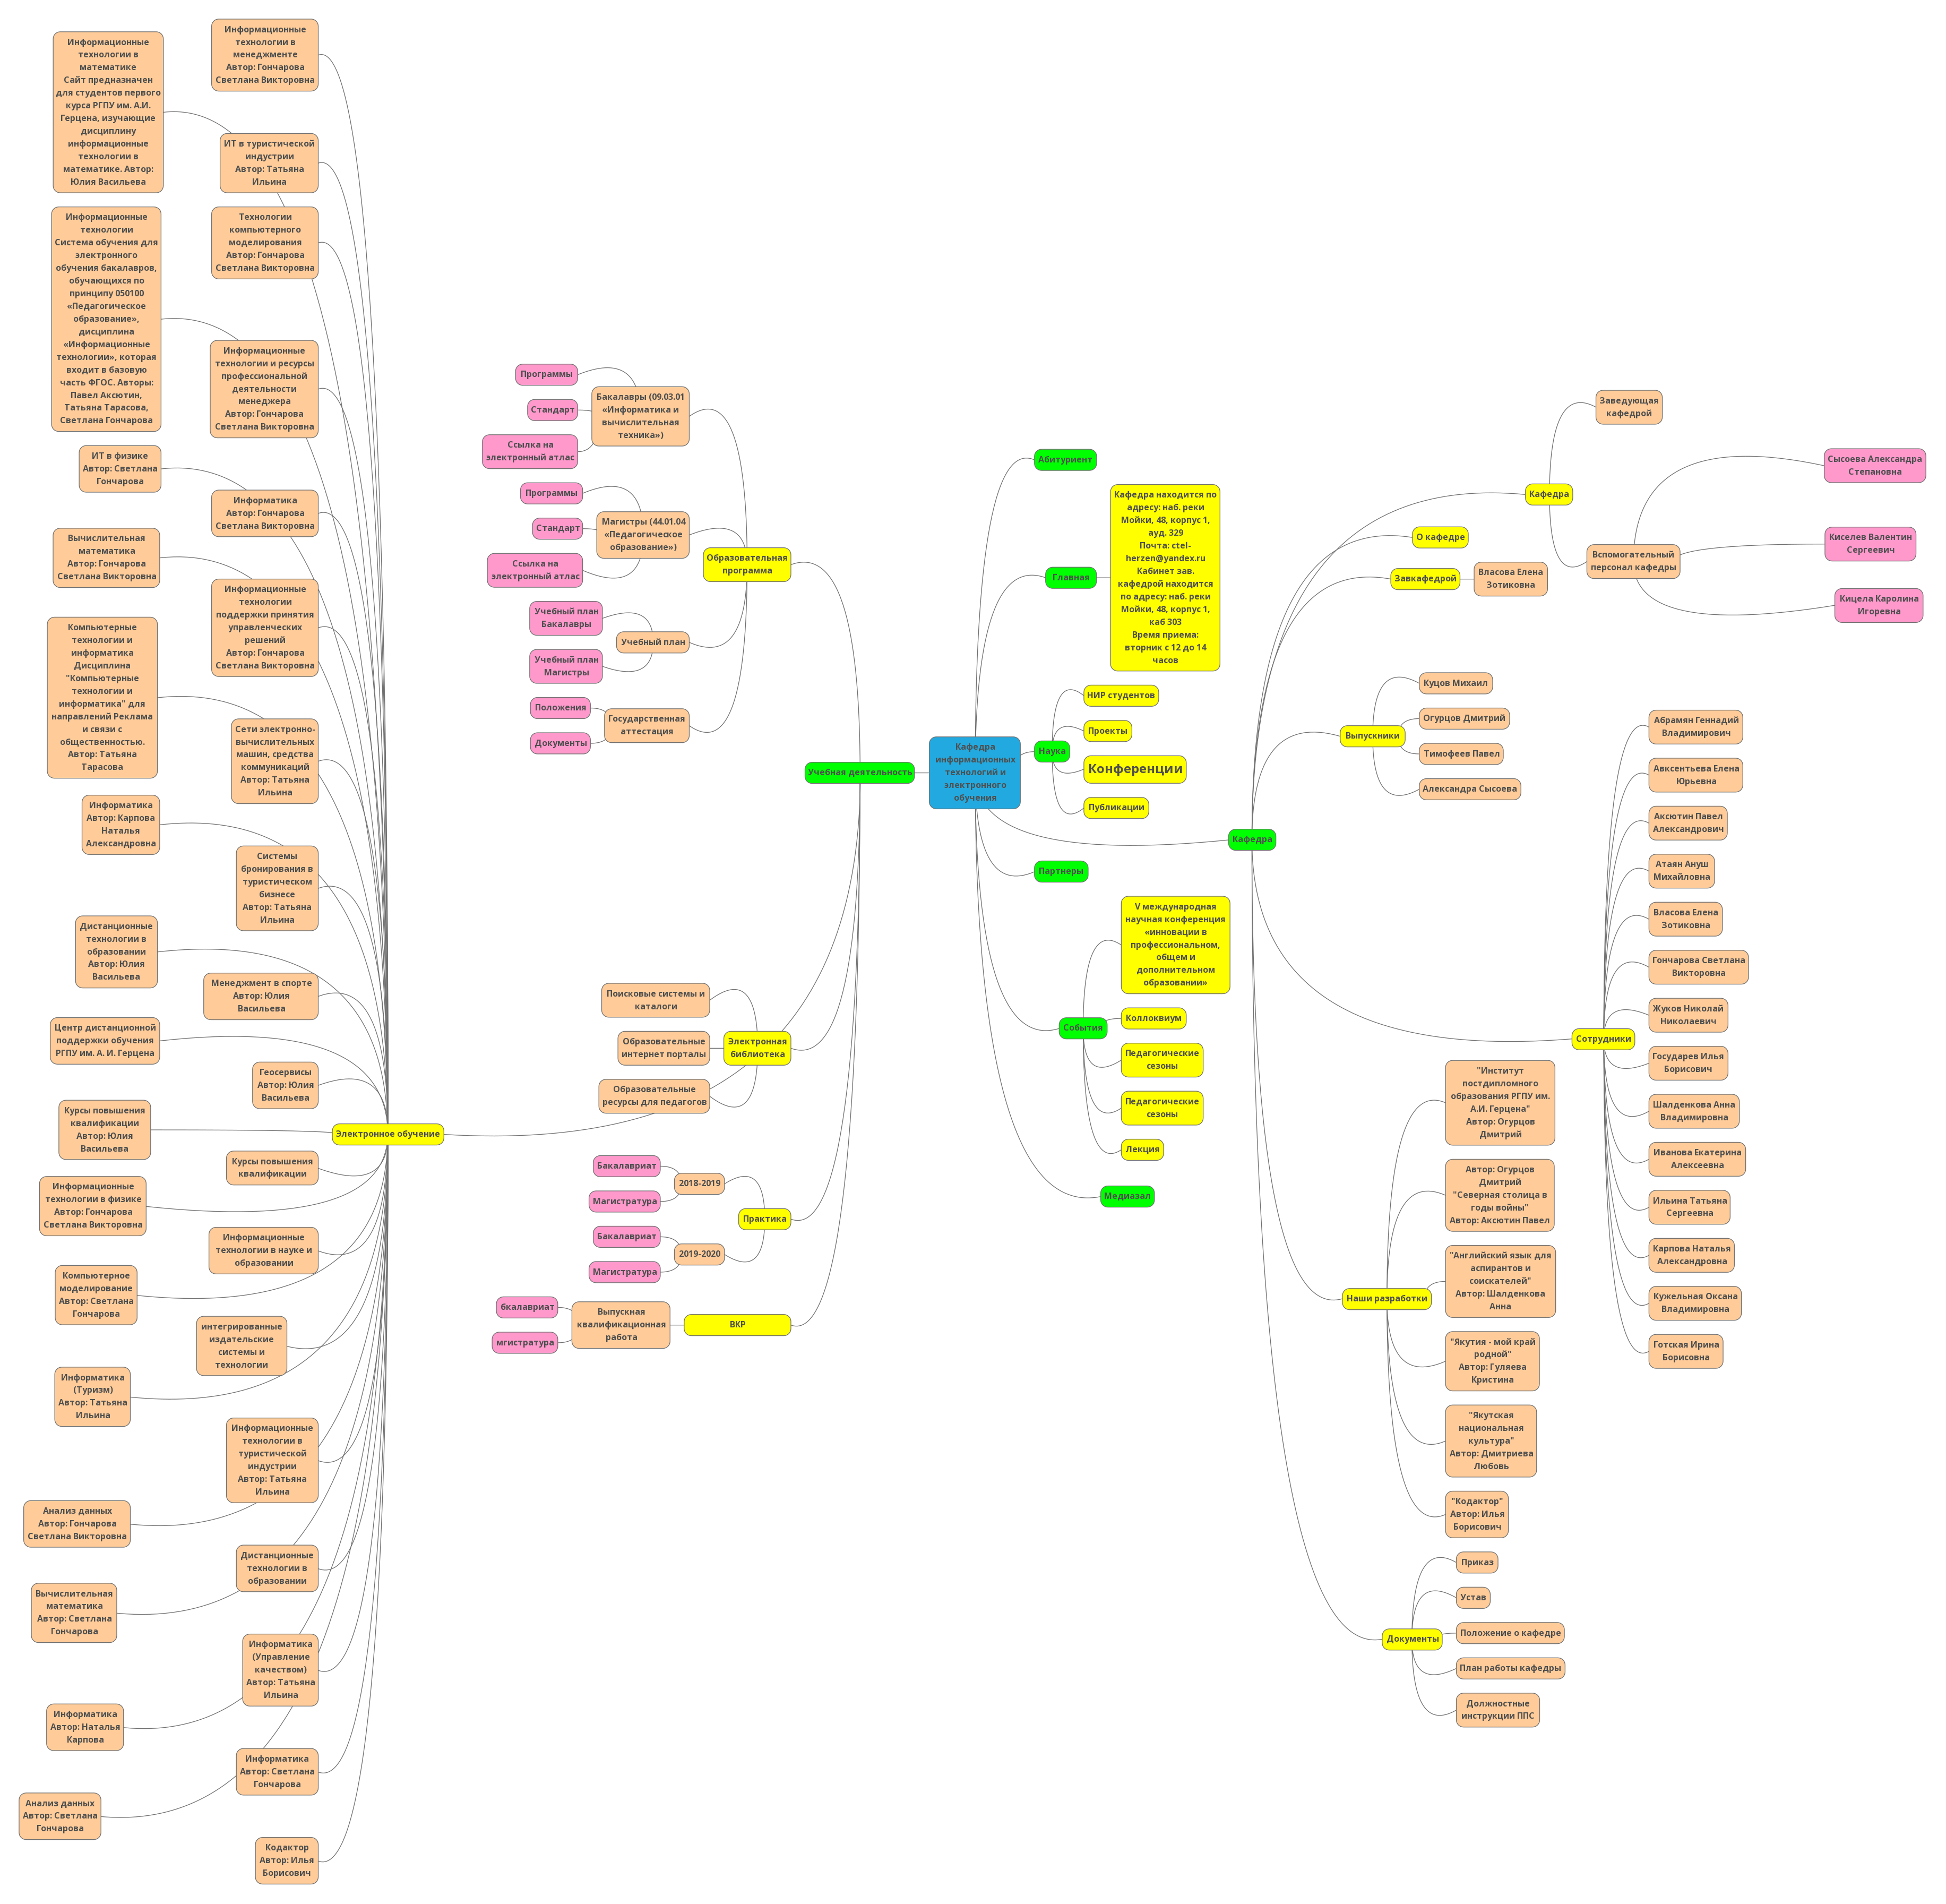 Информационные
технологии в
менеджменте
Автор: Гончарова
Светлана Викторовна
Информационные
технологии в
математике
Сайт предназначен
для студентов первого
курса РГПУ им. А.И.
Герцена, изучающие
дисциплину
информационные
технологии в
математике. Автор:
Юлия Васильева
ИТ в туристической
индустрии
Автор: Татьяна
Ильина
Технологии
компьютерного
моделирования
Автор: Гончарова
Светлана Викторовна
Информационные
технологии
Система обучения для
электронного
обучения бакалавров,
обучающихся по
принципу 050100
«Педагогическое
образование»,
дисциплина
«Информационные
технологии», которая
входит в базовую
часть ФГОС. Авторы:
Павел Аксютин,
Татьяна Тарасова,
Светлана Гончарова
Информационные
технологии и ресурсы
профессиональной
деятельности
менеджера
Автор: Гончарова
Светлана Викторовна
ИТ в физике
Автор: Светлана
Гончарова
Информатика
Автор: Гончарова
Светлана Викторовна
Вычислительная
математика
Автор: Гончарова
Светлана Викторовна
Информационные
технологии
поддержки принятия
управленческих
решений
Автор: Гончарова
Светлана Викторовна
Компьютерные
технологии и
информатика
Дисциплина
"Компьютерные
технологии и
информатика" для
направлений Реклама
и связи с
общественностью.
Автор: Татьяна
Тарасова
Сети электронно-
вычислительных
машин, средства
коммуникаций
Автор: Татьяна
Ильина
Информатика
Автор: Карпова
Наталья
Александровна
Системы
бронирования в
туристическом
бизнесе
Автор: Татьяна
Ильина
Дистанционные
технологии в
образовании
Автор: Юлия
Васильева
Менеджмент в спорте
Автор: Юлия
Васильева
Центр дистанционной
поддержки обучения
РГПУ им. А. И. Герцена
Геосервисы
Автор: Юлия
Васильева
Курсы повышения
квалификации
Автор: Юлия
Васильева
Курсы повышения
квалификации
Информационные
технологии в физике
Автор: Гончарова
Светлана Викторовна
Информационные
технологии в науке и
образовании
Компьютерное
моделирование
Автор: Светлана
Гончарова
интегрированные
издательские
системы и
технологии
Информатика
(Туризм)
Автор: Татьяна
Ильина
Информационные
технологии в
туристической
индустрии
Автор: Татьяна
Ильина
Анализ данных
Автор: Гончарова
Светлана Викторовна
Дистанционные
технологии в
образовании
Вычислительная
математика
Автор: Светлана
Гончарова
Информатика
(Управление
качеством)
Автор: Татьяна
Ильина
Информатика
Автор: Наталья
Карпова
Информатика
Автор: Светлана
Гончарова
Анализ данных
Автор: Светлана
Гончарова
Кодактор
Автор: Илья
Борисович
Электронное обучение
Программы
Стандарт
Ссылка на
электронный атлас
Бакалавры (09.03.01
«Информатика и
вычислительная
техника»)
Программы
Стандарт
Ссылка на
электронный атлас
Магистры (44.01.04
«Педагогическое
образование»)
Учебный план
Бакалавры
Учебный план
Магистры
Учебный план
Положения
Документы
Государственная
аттестация
Образовательная
программа
Поисковые системы и
каталоги
Образовательные
интернет порталы
Образовательные
ресурсы для педагогов
Электронная
библиотека
Бакалавриат
Магистратура
2018-2019
Бакалавриат
Магистратура
2019-2020
Практика
бкалавриат
мгистратура
Выпускная
квалификационная
работа
ВКР
Учебная деятельность
Кафедра
информационных
технологий и
электронного
обучения
Абитуриент
Главная
Кафедра находится по
адресу: наб. реки
Мойки, 48, корпус 1,
ауд. 329
Почта: ctel-
herzen@yandex.ru
Кабинет зав.
кафедрой находится
по адресу: наб. реки
Мойки, 48, корпус 1,
каб 303
Время приема:
вторник с 12 до 14
часов
Наука
НИР студентов
Проекты
Конференции
Публикации
Партнеры
События
V международная
научная конференция
«инновации в
профессиональном,
общем и
дополнительном
образовании»
Коллоквиум
Педагогические
сезоны
Педагогические
сезоны
Лекция
Медиазал
Кафедра
Кафедра
Заведующая
кафедрой
Вспомогательный
персонал кафедры
Сысоева Александра
Степановна
Киселев Валентин
Сергеевич
Кицела Каролина
Игоревна
О кафедре
Завкафедрой
Власова Елена
Зотиковна
Выпускники
Куцов Михаил
Огурцов Дмитрий
Тимофеев Павел
Александра Сысоева
Сотрудники
Абрамян Геннадий
Владимирович
Авксентьева Елена
Юрьевна
Аксютин Павел
Александрович
Атаян Ануш
Михайловна
Власова Елена
Зотиковна
Гончарова Светлана
Викторовна
Жуков Николай
Николаевич
Государев Илья
Борисович
Шалденкова Анна
Владимировна
Иванова Екатерина
Алексеевна
Ильина Татьяна
Сергеевна
Карпова Наталья
Александровна
Кужельная Оксана
Владимировна
Готская Ирина
Борисовна
Наши разработки
"Институт
постдипломного
образования РГПУ им.
А.И. Герцена"
Автор: Огурцов
Дмитрий
Автор: Огурцов
Дмитрий
"Северная столица в
годы войны"
Автор: Аксютин Павел
"Английский язык для
аспирантов и
соискателей"
Автор: Шалденкова
Анна
"Якутия - мой край
родной"
Автор: Гуляева
Кристина
"Якутская
национальная
культура"
Автор: Дмитриева
Любовь
"Кодактор"
Автор: Илья
Борисович
Документы
Приказ
Устав
Положение о кафедре
План работы кафедры
Должностные
инструкции ППС